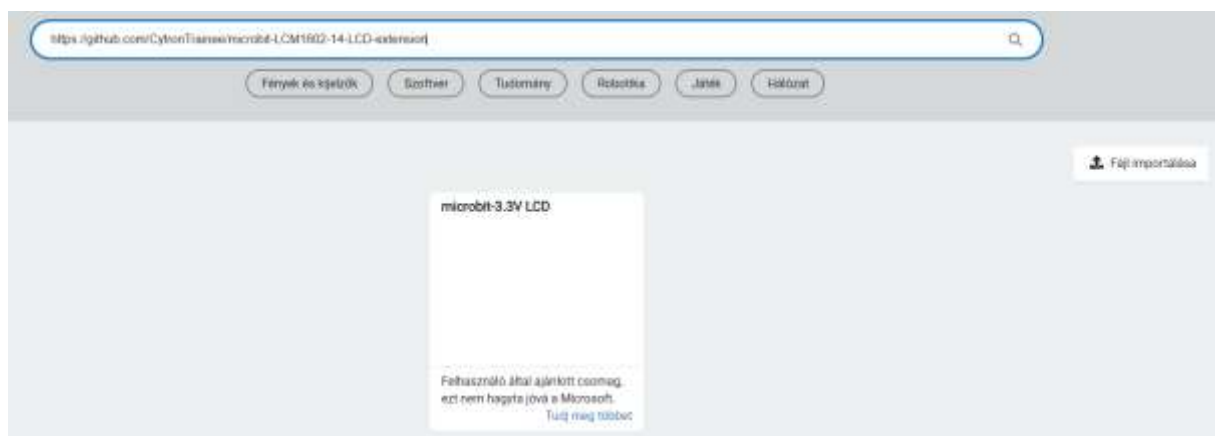 https://github.com/CytronTrainee/microbit-LCM1602-14-LCD-extension
Fények és kijelzők
Szoftver
Tudomány
Robotika
Játék
Hálózat
Fájl importálása
microbit-3.3V LCD
Felhasználó által ajánlott csomag,
ezt nem hagyta jóvá a Microsoft.
Tudj meg többet